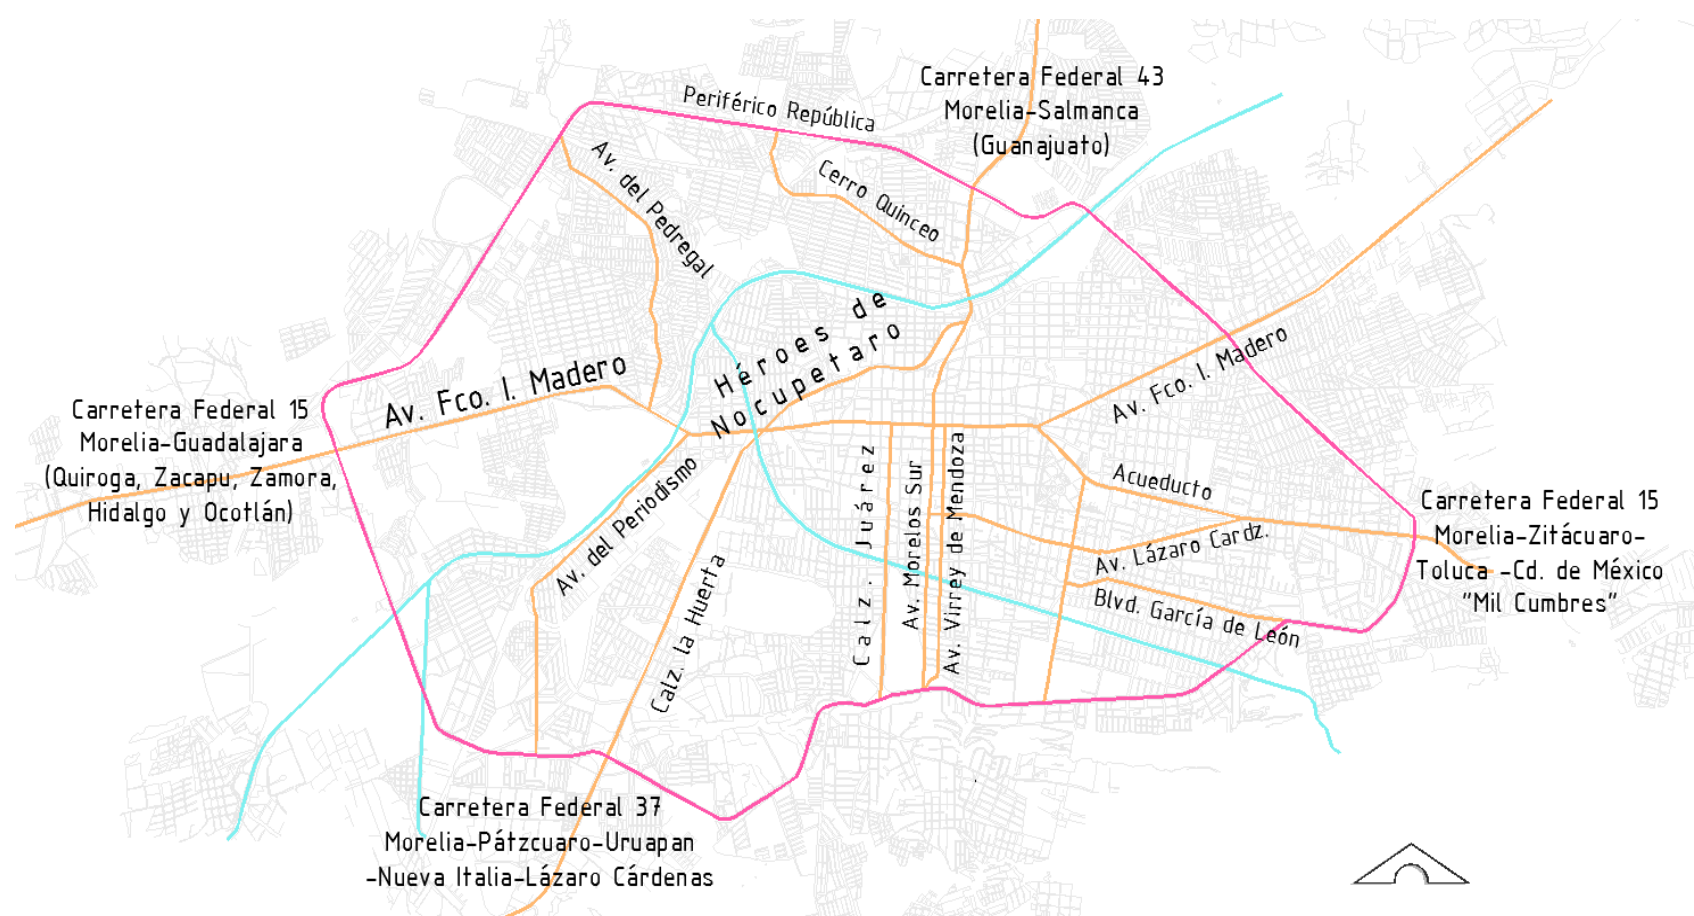 Carretera Federal 43
Morelia-Salmanca
(Guanajuato)
Periférico República
Av. del Pedregal
Cerro Quinceo
Héroes de
Nocupetaro
Av. Fco. I. Madero
Av. Fco. I. Madero
Carretera Federal 15
Morelia-Guadalajara
(Quiroga, Zacapu, Zamora,
Hidalgo y Ocotlán)
Av. del Periodismo
Calz. la Huerta
Calz. Juárez
Av. Morelos Sur
Av. Virrey de Mendoza
Acueducto
Av. Lázaro Cardz.
Blvd. García de León
Carretera Federal 15
Morelia-Zitácuaro-
Toluca -Cd. de México
"Mil Cumbres"
Carretera Federal 37
Morelia-Pátzcuaro-Uruapan
-Nueva Italia-Lázaro Cárdenas